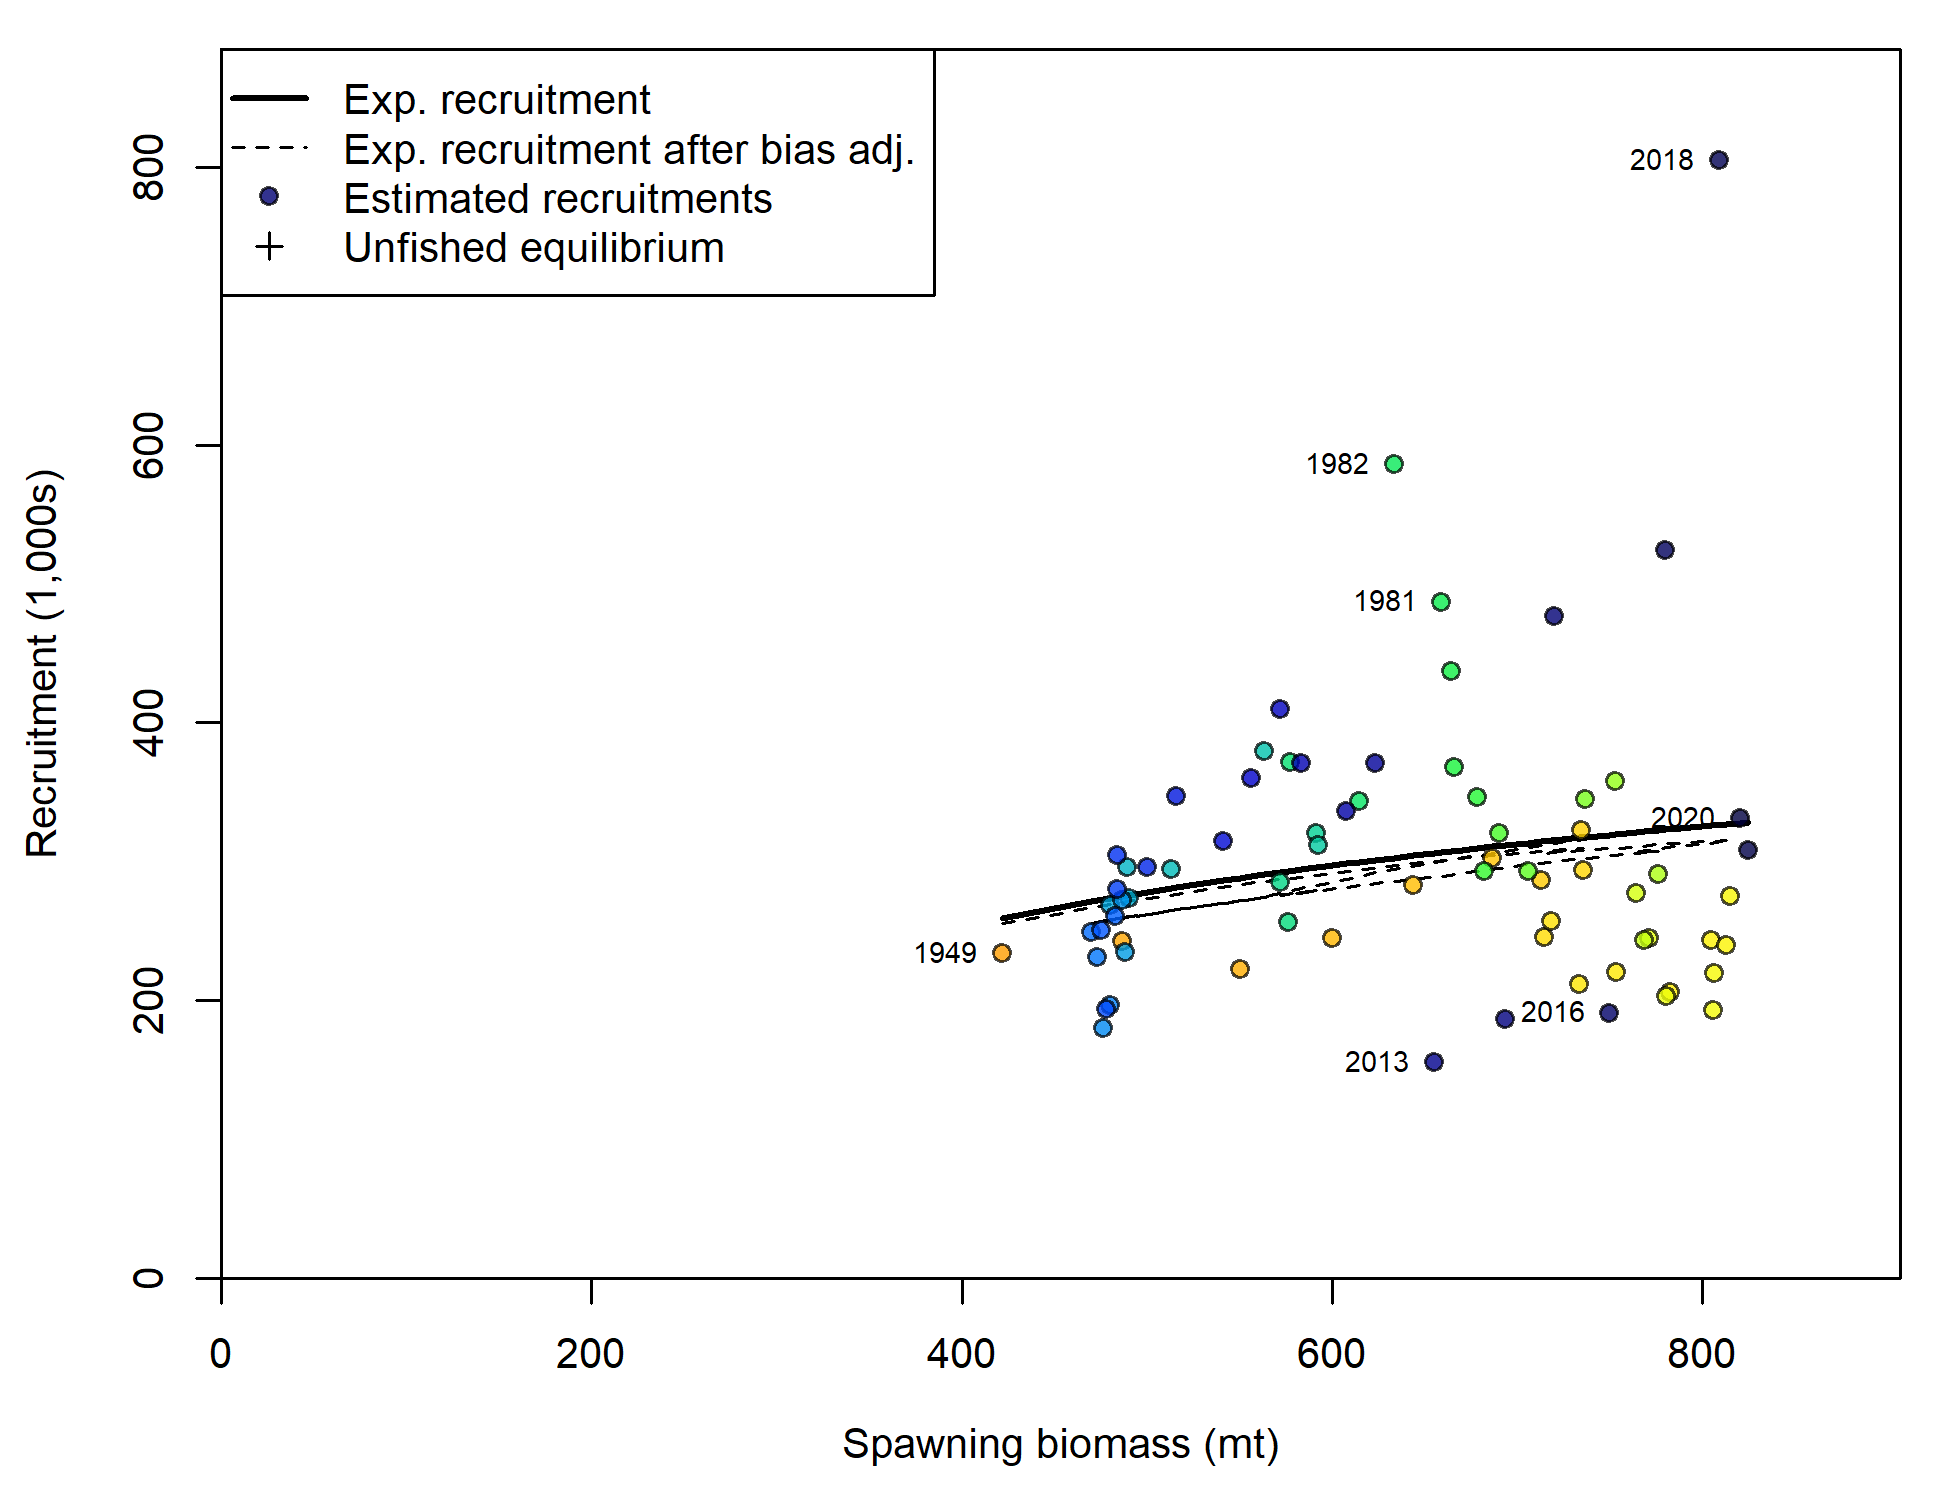 Exp. recruitment
Exp. recruitment after bias adj.
Estimated recruitments
Unfished equilibrium
2018
1982
1981
2020
1949
2016
2013
800
600
400
200
0
Recruitment (1,000s)
0 200 400 600 800
Spawning biomass (mt)